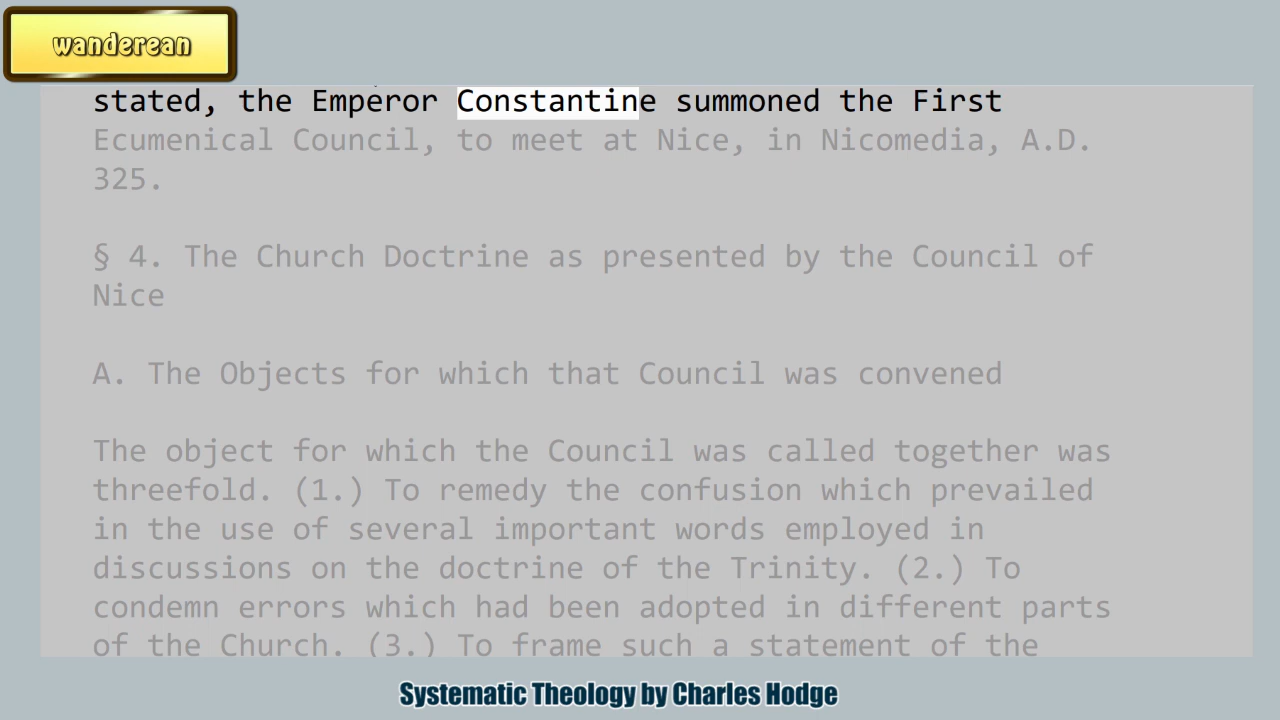 wanderean
stated, the Emperor Constantine summoned the First
Ecumenical Council, to meet at Nice, in Nicomedia, A.D.
325.
§ 4. The Church Doctrine as presented by the Council of
Nice
A. The Objects for which that Council was convened
The object for which the Council was called together was
threefold. (1.) To remedy the confusion which prevailed
in the use of several important words employed in
discussions on the doctrine of the Trinity. (2.) To
condemn errors which had been adopted in different parts
of the Church. (3.) To frame such a statement of the
Systematic Theology by Charles Hodge